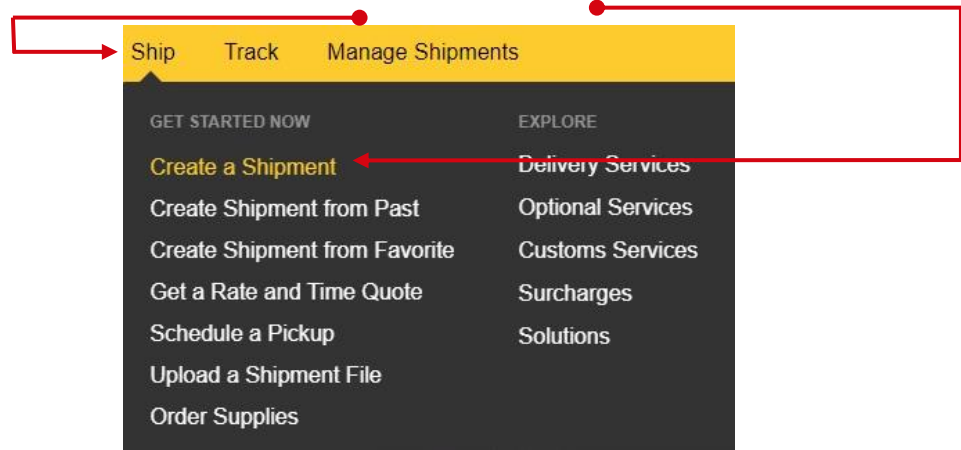 Ship Track Manage Shipments
GET STARTED NOW
Create a Shipment
Create Shipment from Past
Create Shipment from Favorite
Get a Rate and Time Quote
Schedule a Pickup
Upload a Shipment File
Order Supplies
EXPLORE
Delivery Services
Optional Services
Customs Services
Surcharges
Solutions